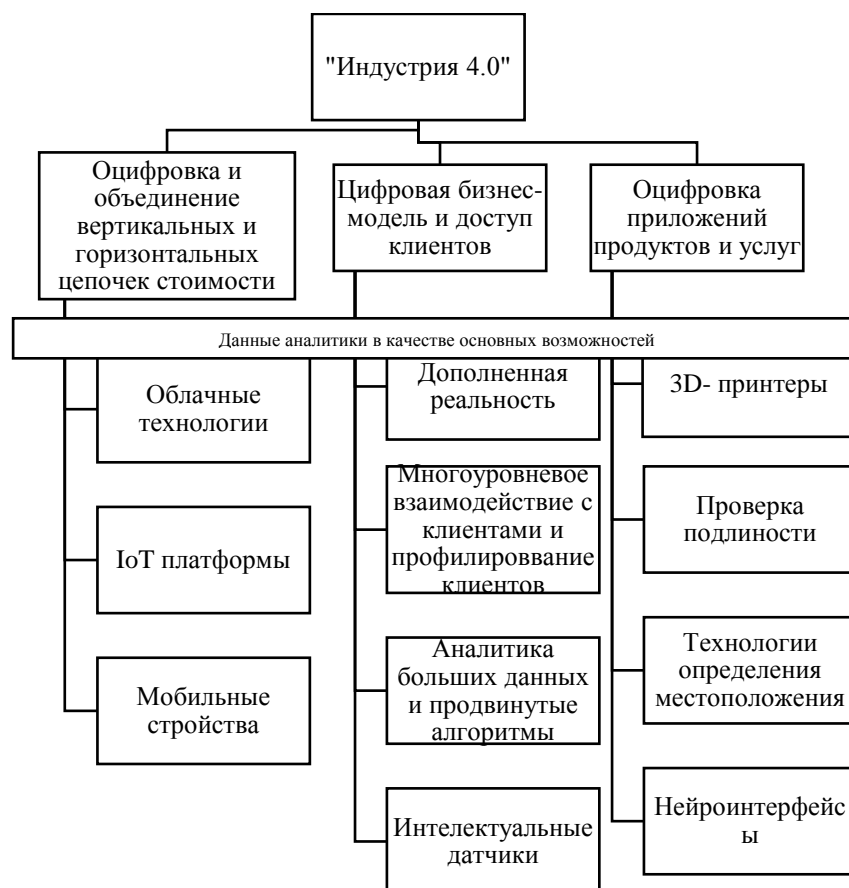 "Индустрия 4.0"
Оцифровка и
объединение
вертикальных и
горизонтальных
цепочек стоимости
Цифровая бизнес-
модель и доступ
клиентов
Оцифровка
приложений
продуктов и услуг
Данные аналитики в качестве основных возможностей
Облачные
технологии
IoT платформы
Мобильные
стройства
Дополненная
реальность
Многоуровневое
взаимодействие с
клиентами и
профилироввание
клиентов
Аналитика
больших данных
и продвинутые
алгоритмы
Интелектуальные
датчики
3D- принтеры
Проверка
подлиности
Технологии
определения
местоположения
Нейроинтерфейс
ы